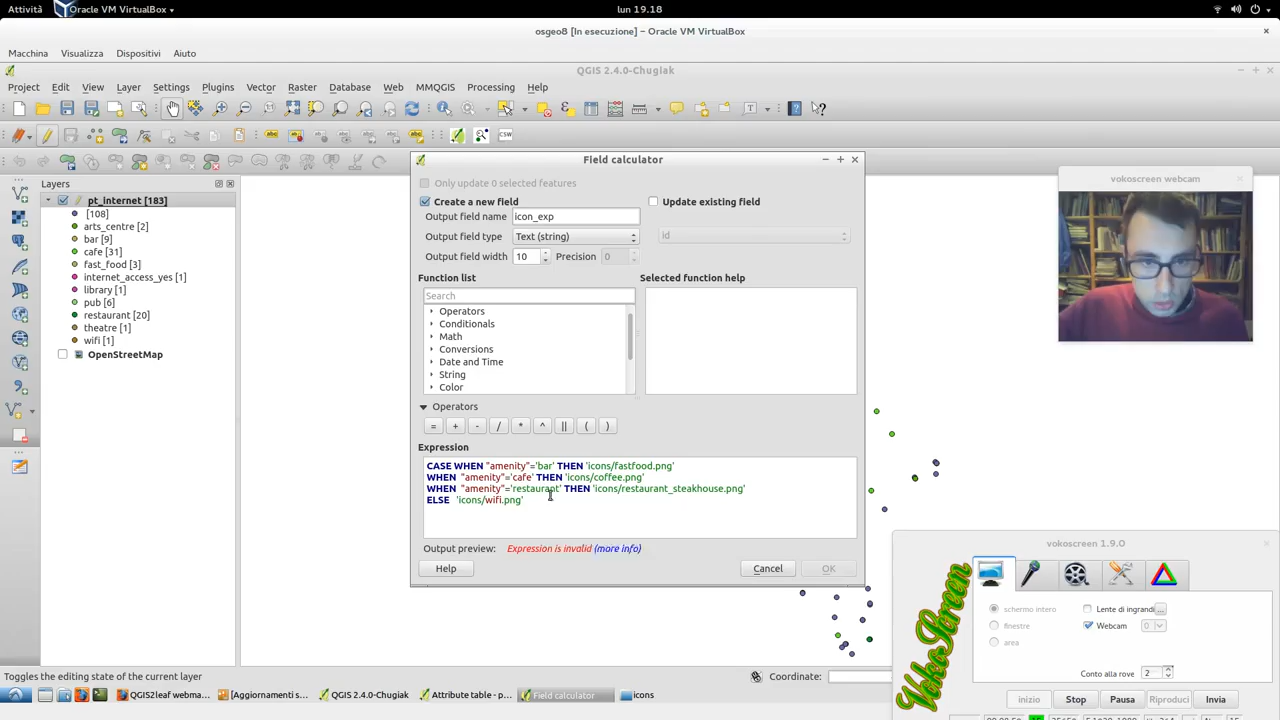 Attività
Oracle VM VirtualBox
lun 19.18
osgeo8 [In esecuzione] – Oracle VM VirtualBox
Macchina Visualizza Dispositivi Aiuto
QGIS 2.4.0-Chugiak
Project Edit View Layer Settings Plugins Vector Raster Database Web MMQGIS Processing Help
CSW
Layers
pt_internet [183]
[108]
arts_centre [2]
bar [9]
cafe [31]
fast_food [3]
internet_access_yes [1]
library [1]
pub [6]
restaurant [20]
theatre [1]
wifi [1]
OpenStreetMap
Field calculator
Only update 0 selected features
Create a new field
Update existing field
Output field name icon_exp
Output field type Text (string)
id
Output field width 10 Precision 0
Function list
Selected function help
Search
Operators
Conditionals
Math
Conversions
Date and Time
String
Color
Operators
= + - / * ^ || ( )
Expression
CASE WHEN "amenity"='bar' THEN 'icons/fastfood.png'
WHEN "amenity"='cafe' THEN 'icons/coffee.png'
WHEN "amenity"='restaurant' THEN 'icons/restaurant_steakhouse.png'
ELSE 'icons/wifi.png'
Output preview: Expression is invalid (more info)
Help Cancel OK
vokoscreen webcam
vokoscreen 1.9.0
VokoScreen
schermo intero
finestre
area
Lente di ingrandi...
Webcam 0
Conto alla rove 2
inizio Stop Pausa Riproduci Invia
Toggles the editing state of the current layer
Coordinate:
QGIS2leaf webma...
[Aggiornamenti s...
QGIS 2.4.0-Chugiak
Attribute table - p...
Field calculator
icons